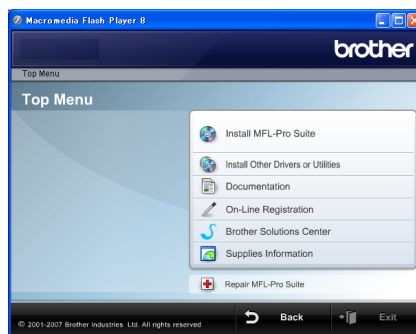 Macromedia Flash Player 8
brother
Top Menu
Top Menu
Install MFL-Pro Suite
Install Other Drivers or Utilities
Documentation
On-Line Registration
Brother Solutions Center
Supplies Information
Repair MFL-Pro Suite
© 2001-2007 Brother Industries Ltd. All rights reserved
Back
Exit